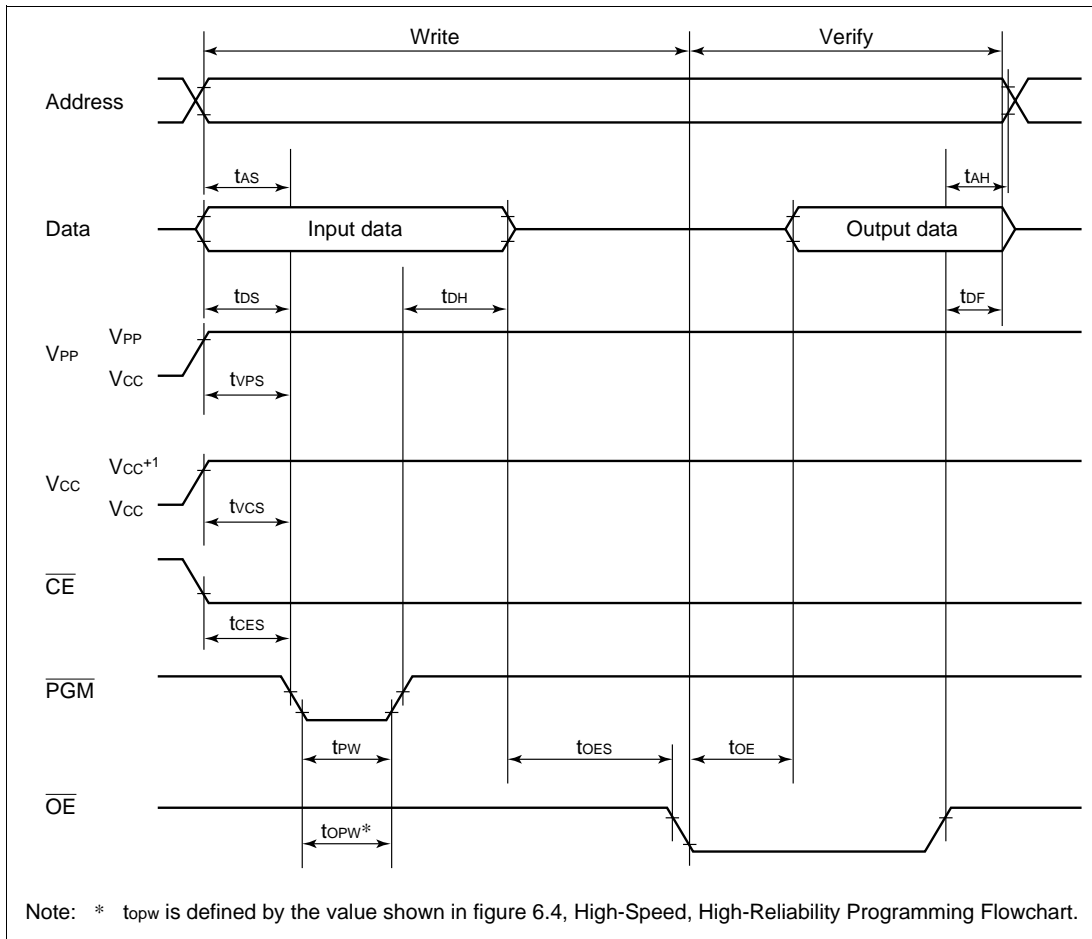 Write Verify
Address
tAS tAH
Data Input data Output data
tDS tDH tDF
VPP VPP
VCC
tVPS
VCC VCC+1
VCC
tVCS
CE
tCES
PGM
tPW tOES tOE
OE
tOPW*
Note: * topw is defined by the value shown in figure 6.4, High-Speed, High-Reliability Programming Flowchart.